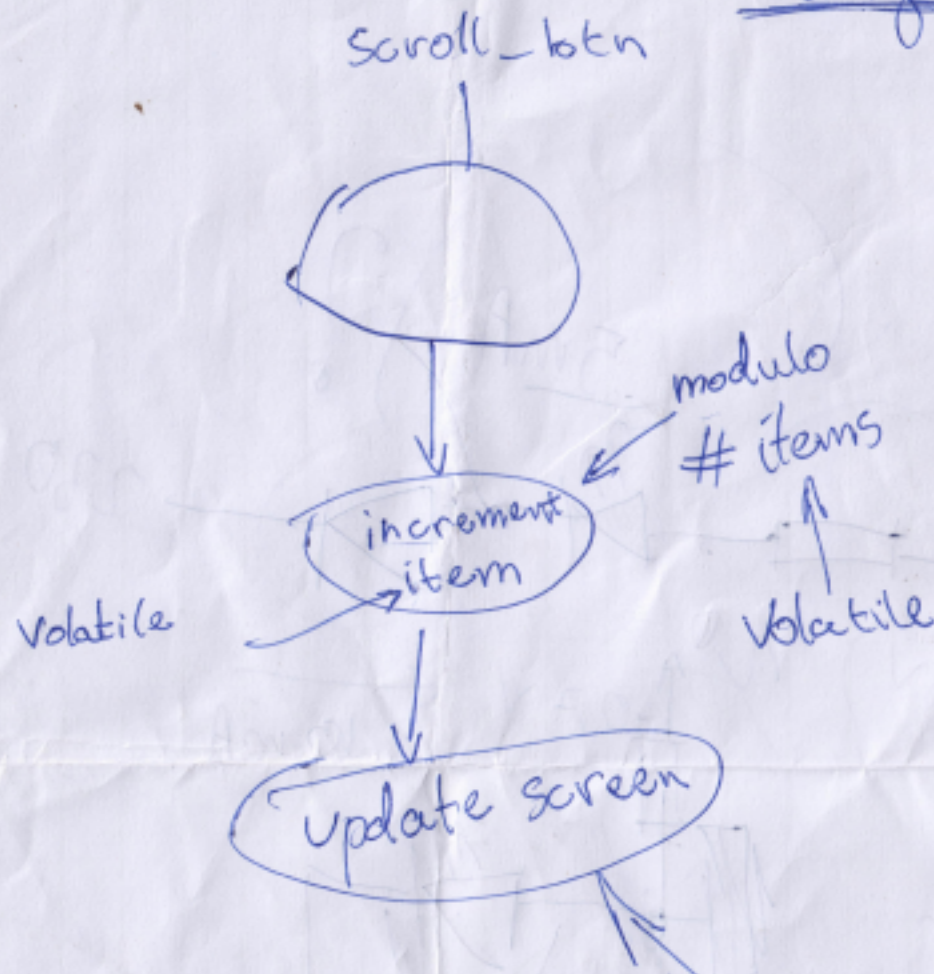 Scroll_btn
modulo
# items
increment
item
Volatile
Volatile
update screen